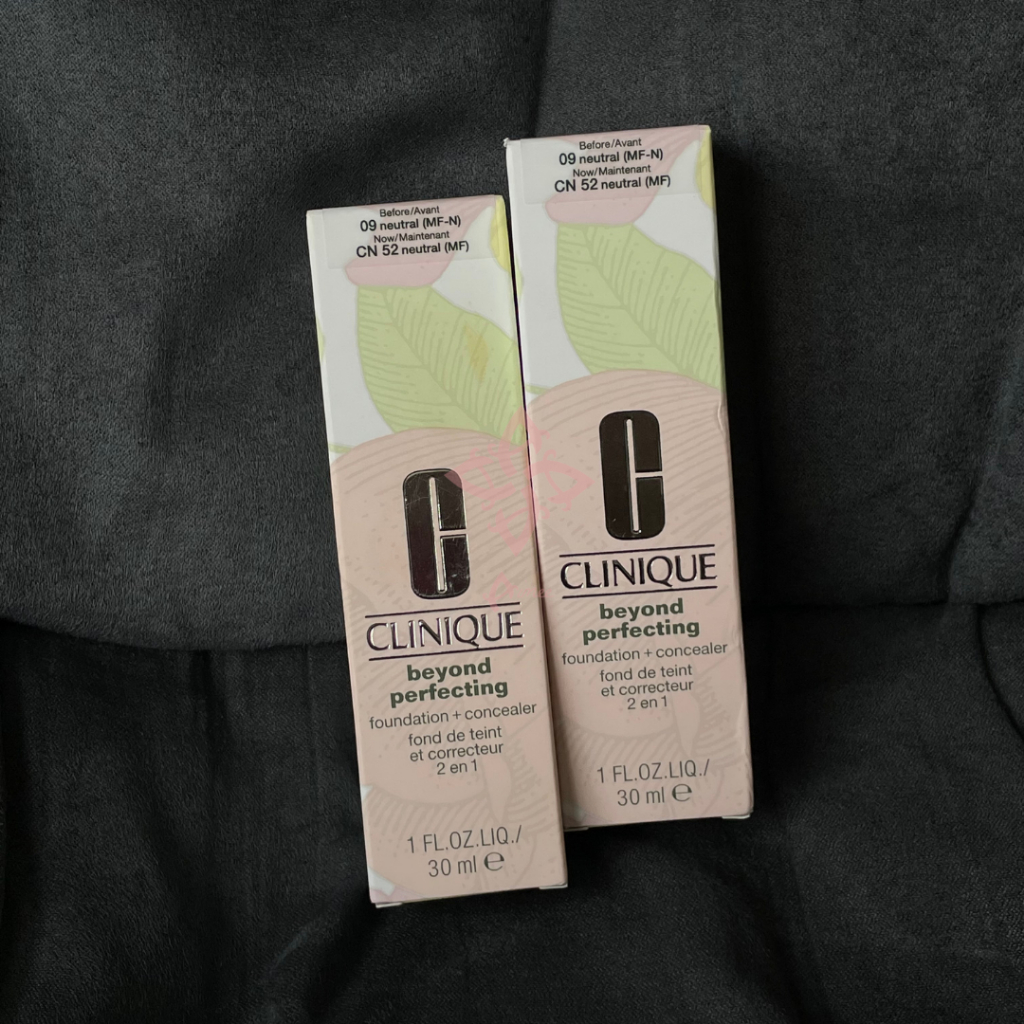 Before/Avant
09 neutral (MF-N)
Now/Maintenant
CN 52 neutral (MF)
CLINIQUE
beyond
perfecting
foundation + concealer
fond de teint
et correcteur
2 en 1
1 FL.OZ.LIQ./
30 ml ℮
Before/Avant
09 neutral (MF-N)
Now/Maintenant
CN 52 neutral (MF)
CLINIQUE
beyond
perfecting
foundation + concealer
fond de teint
et correcteur
2 en 1
1 FL.OZ.LIQ./
30 ml ℮